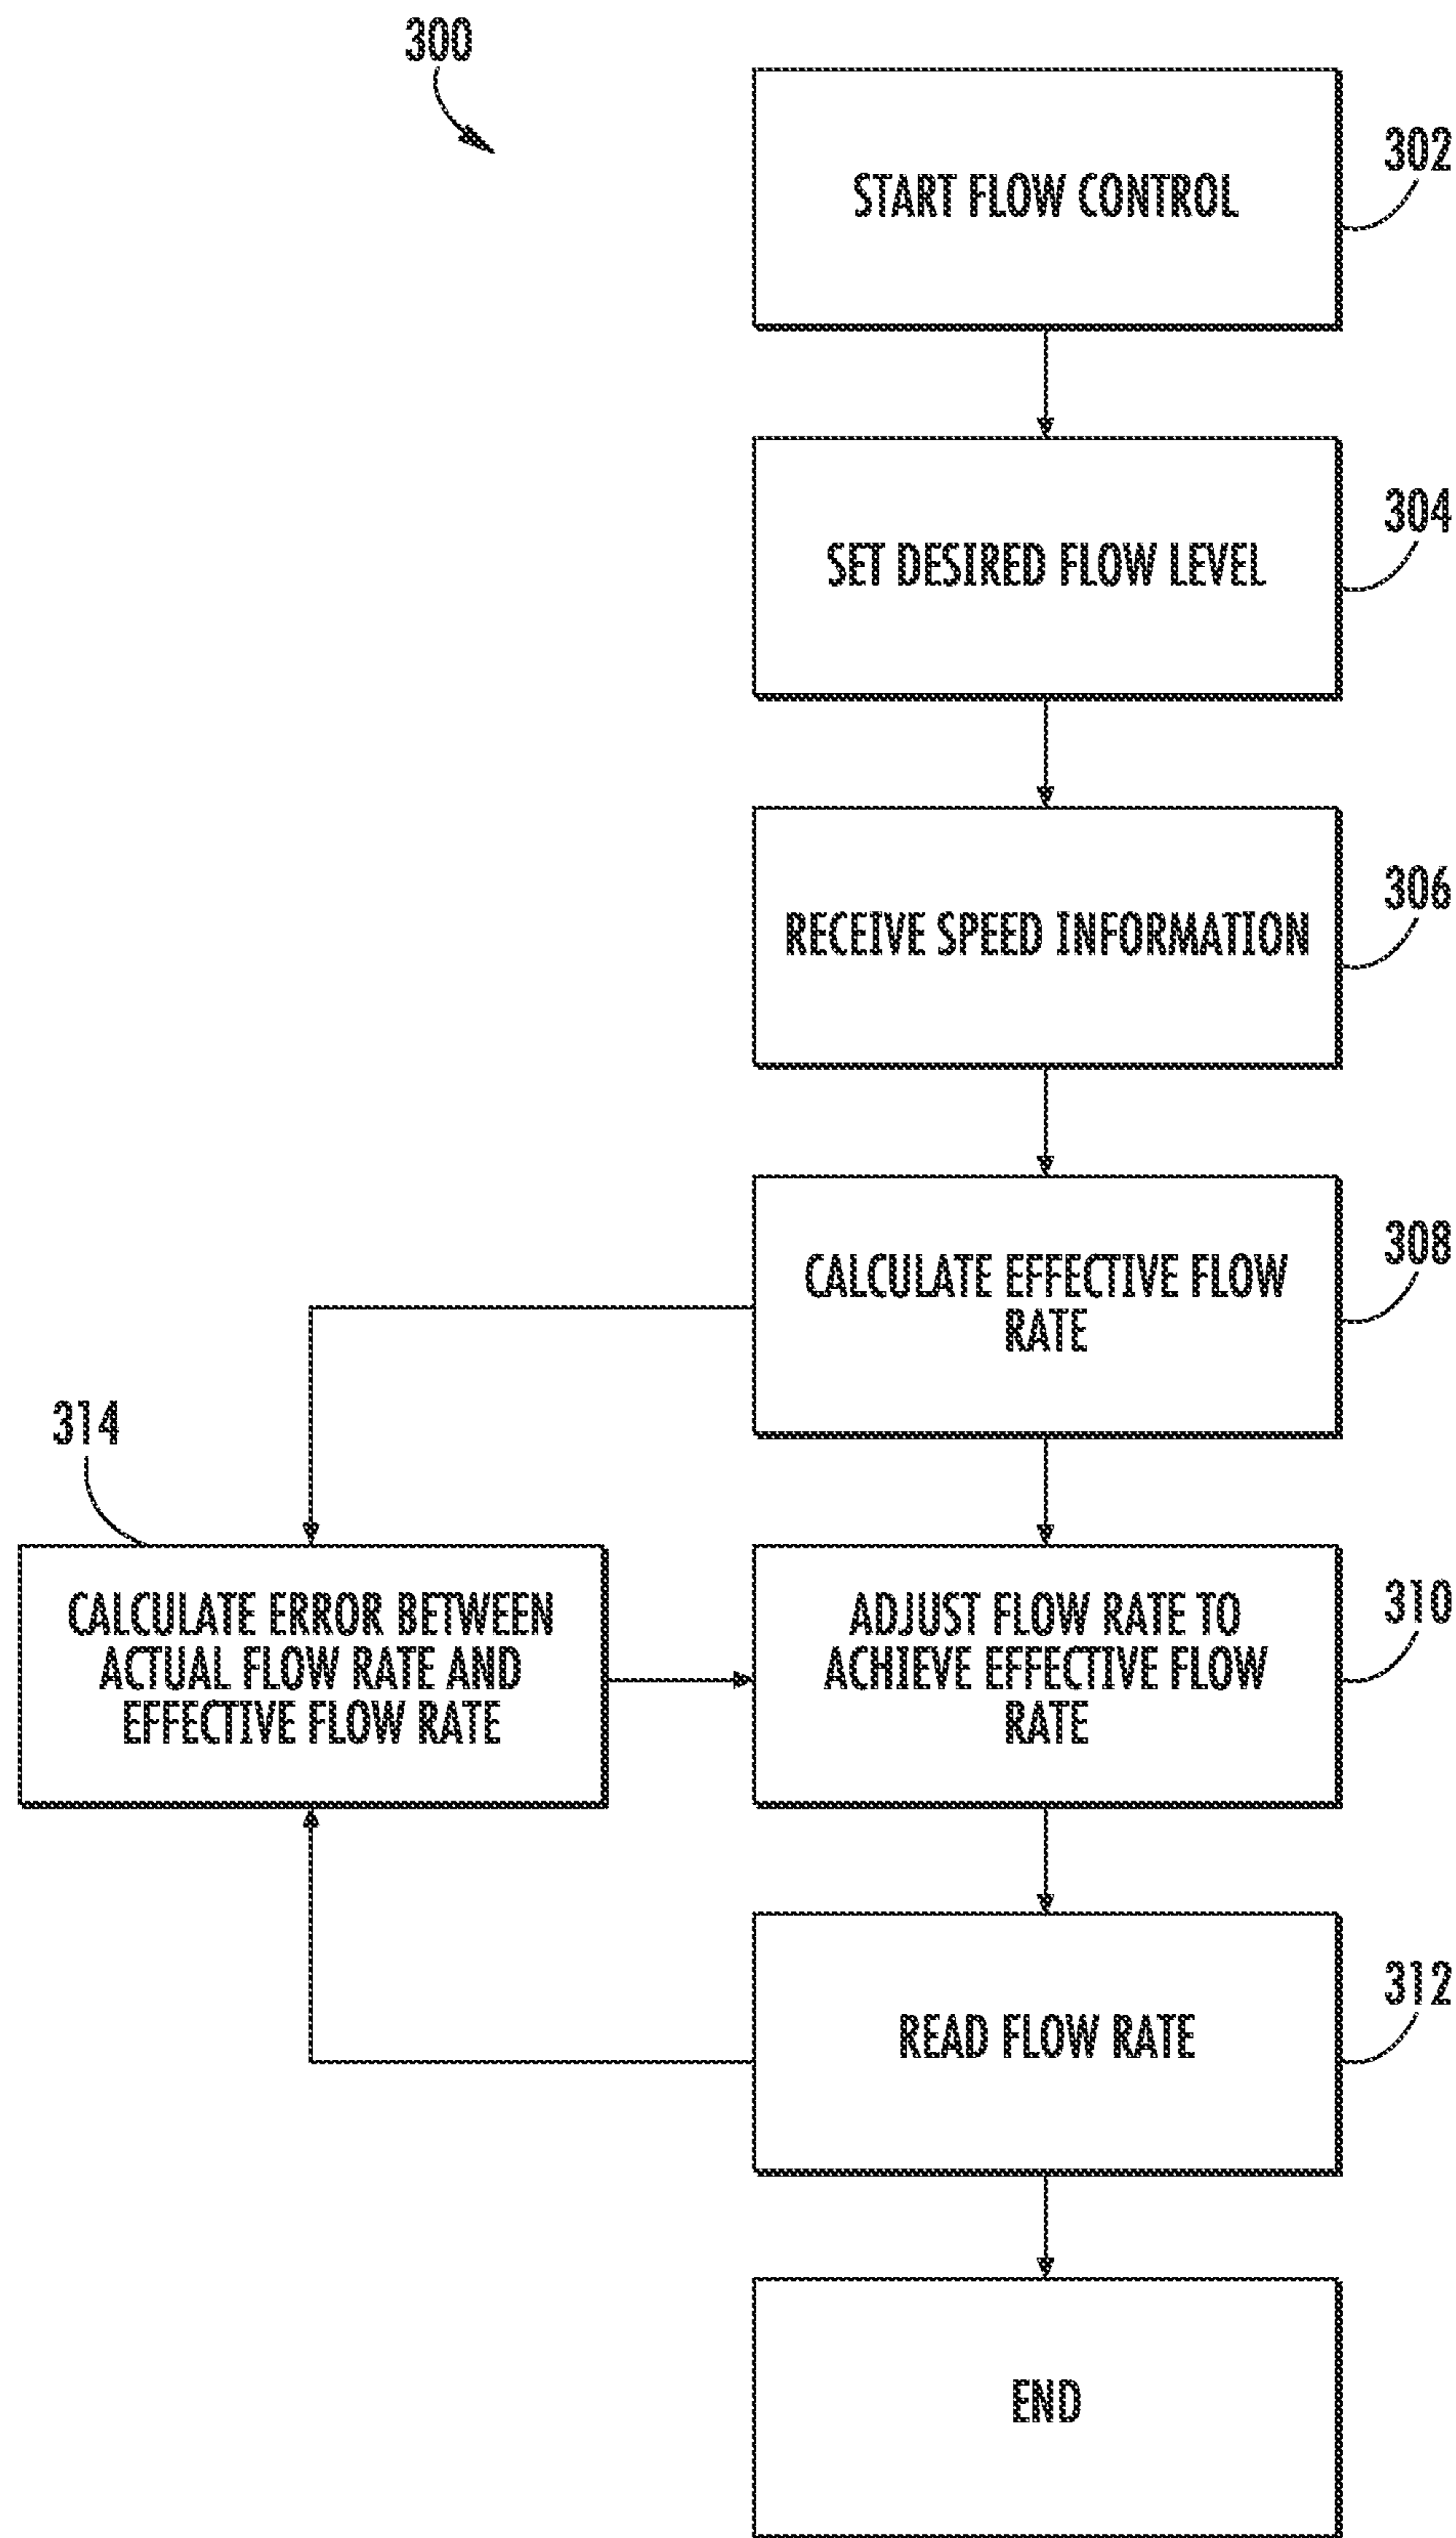 300
START FLOW CONTROL
302
SET DESIRED FLOW LEVEL
304
RECEIVE SPEED INFORMATION
306
CALCULATE EFFECTIVE FLOW
RATE
308
314
CALCULATE ERROR BETWEEN
ACTUAL FLOW RATE AND
EFFECTIVE FLOW RATE
ADJUST FLOW RATE TO
ACHIEVE EFFECTIVE FLOW
RATE
310
READ FLOW RATE
312
END